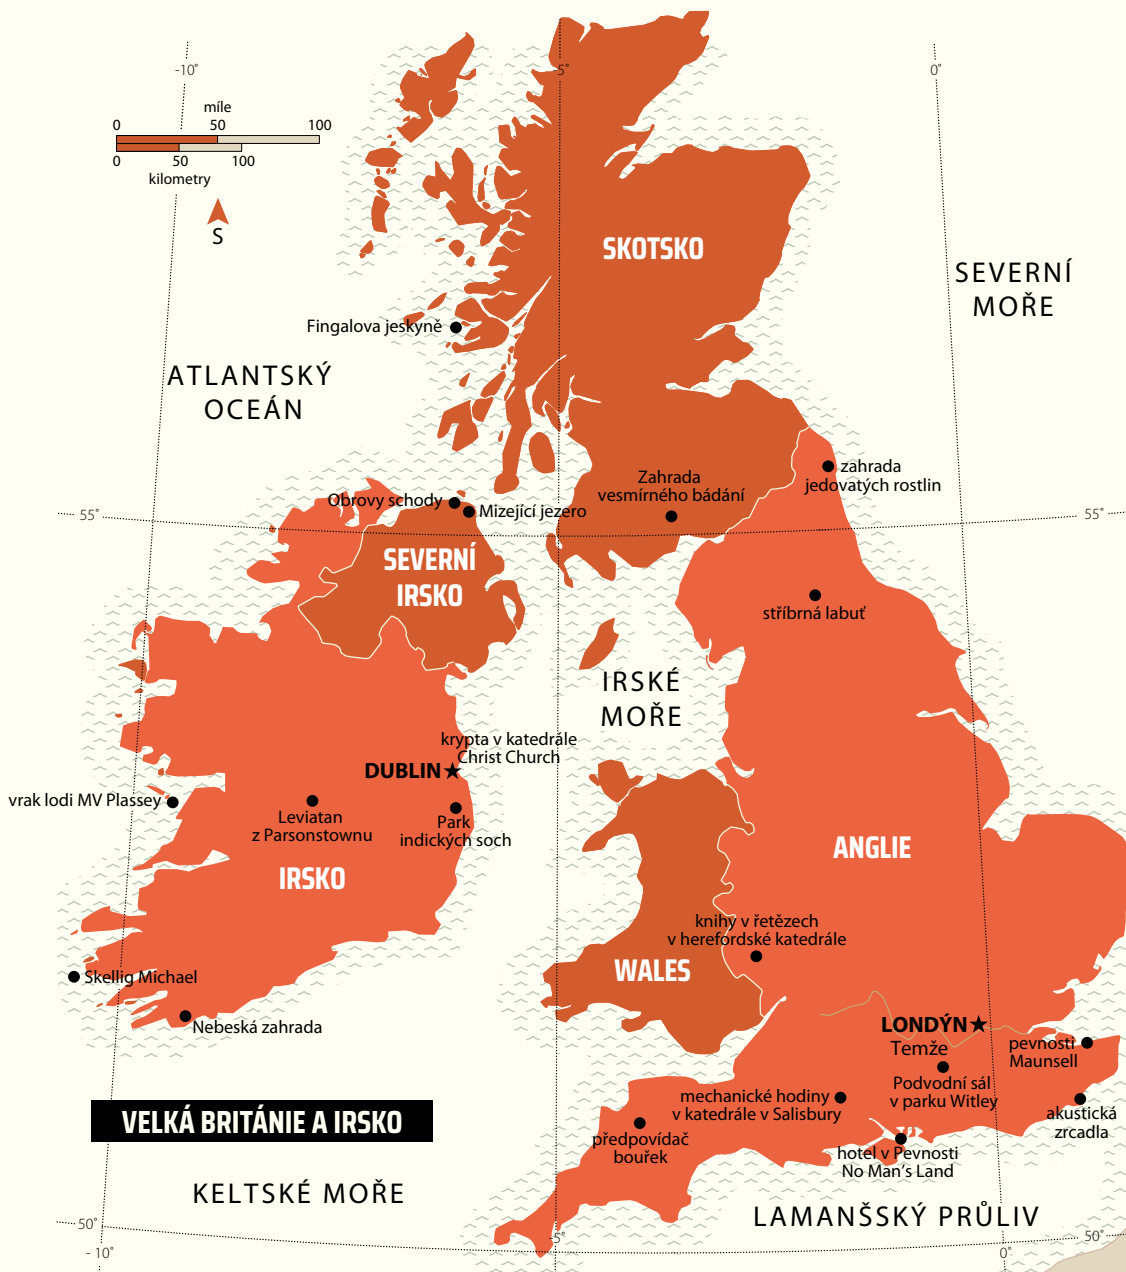 -10°
-5°
0°
míle
0 50 100
0 50 100
kilometry
S
SKOTSKO
SEVERNÍ
MOŘE
Fingalova jeskyně
ATLANTSKÝ
OCEÁN
zahrada
jedovatých rostlin
Zahrada
vesmírného bádání
Obrovy schody
Mizející jezero
55°
55°
SEVERNÍ
IRSKO
stříbrná labuť
IRSKÉ
MOŘE
krypta v katedrále
Christ Church
DUBLIN
vrak lodi MV Plassey
Leviatan
z Parsonstownu
Park
indických soch
ANGLIE
IRSKO
knihy v řetězech
v herefordské katedrále
WALES
Skellig Michael
Nebeská zahrada
LONDÝN
Temže
pevnosti
Maunsell
Podvodní sál
v parku Witley
mechanické hodiny
v katedrále v Salisbury
akustická
zrcadla
VELKÁ BRITÁNIE A IRSKO
předpovídač
bouřek
hotel v Pevnosti
No Man's Land
KELTSKÉ MOŘE
LAMANŠSKÝ PRŮLIV
50°
50°
- 10°
-5°
0°